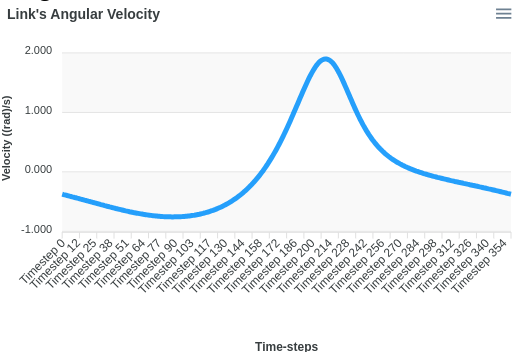 Link's Angular Velocity
2.000
1.000
0.000
-1.000
Velocity ((rad)/s)
Timestep 0
Timestep 12
Timestep 25
Timestep 38
Timestep 51
Timestep 64
Timestep 77
Timestep 90
Timestep 103
Timestep 117
Timestep 130
Timestep 144
Timestep 158
Timestep 172
Timestep 186
Timestep 200
Timestep 214
Timestep 228
Timestep 242
Timestep 256
Timestep 270
Timestep 284
Timestep 298
Timestep 312
Timestep 326
Timestep 340
Timestep 354
Time-steps